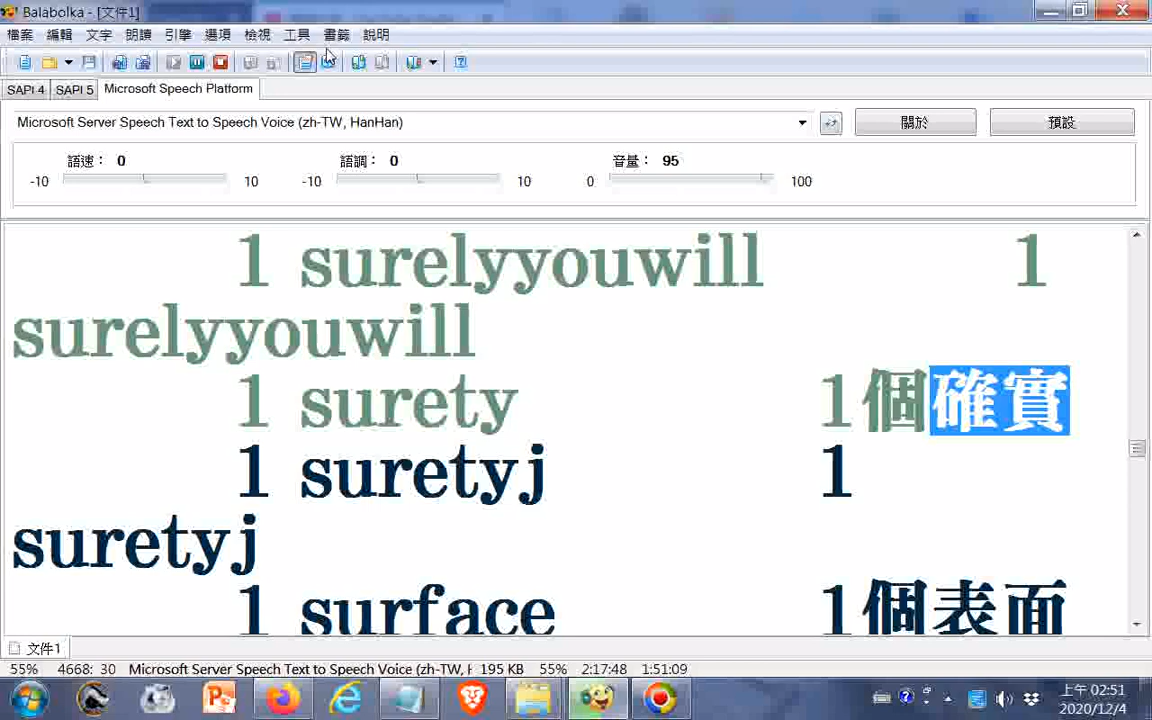 Balabolka - [文件1]
檔案 編輯 文字 朗讀 引擎 選項 檢視 工具 書籤 說明
SAPI 4 SAPI 5 Microsoft Speech Platform
Microsoft Server Speech Text to Speech Voice (zh-TW, HanHan) 關於 預設
語速： 0 語調： 0 音量： 95
-10 10 -10 10 0 100
1 surelyyouwill 1
surelyyouwill
1 surety 1個確實
1 suretyj 1
suretyj
1 surface 1個表面
文件1
55% 4668: 30 Microsoft Server Speech Text to Speech Voice (zh-TW, 195 KB 55% 2:17:48 1:51:09
上午 02:51
2020/12/4